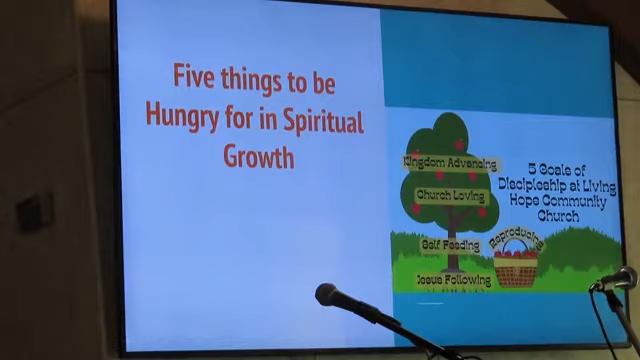 Five things to be
Hungry for in Spiritual
Growth
Kingdom Advancing
Church Loving
Self Feeding
Jesus Following
Reproducing
5 Goals of
Discipleship at Living
Hope Community
Church